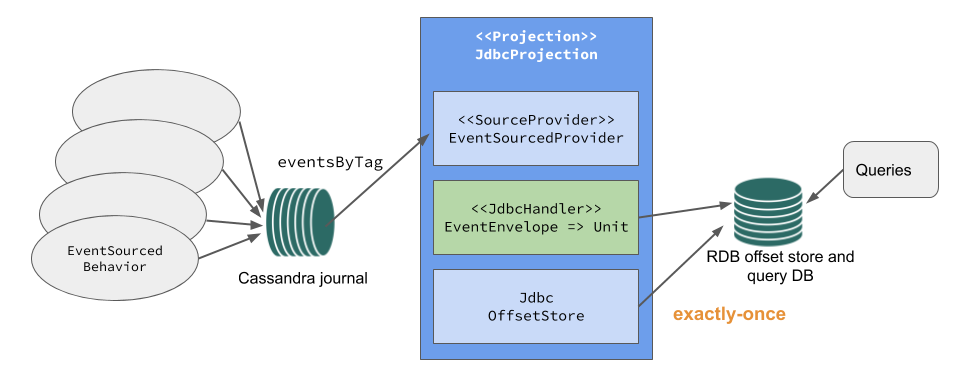 <<Projection>>
JdbcProjection
<<SourceProvider>>
EventSourcedProvider
eventsByTag
Queries
<<JdbcHandler>>
EventEnvelope => Unit
EventSourced
Behavior
Cassandra journal
RDB offset store and
query DB
Jdbc
OffsetStore
exactly-once